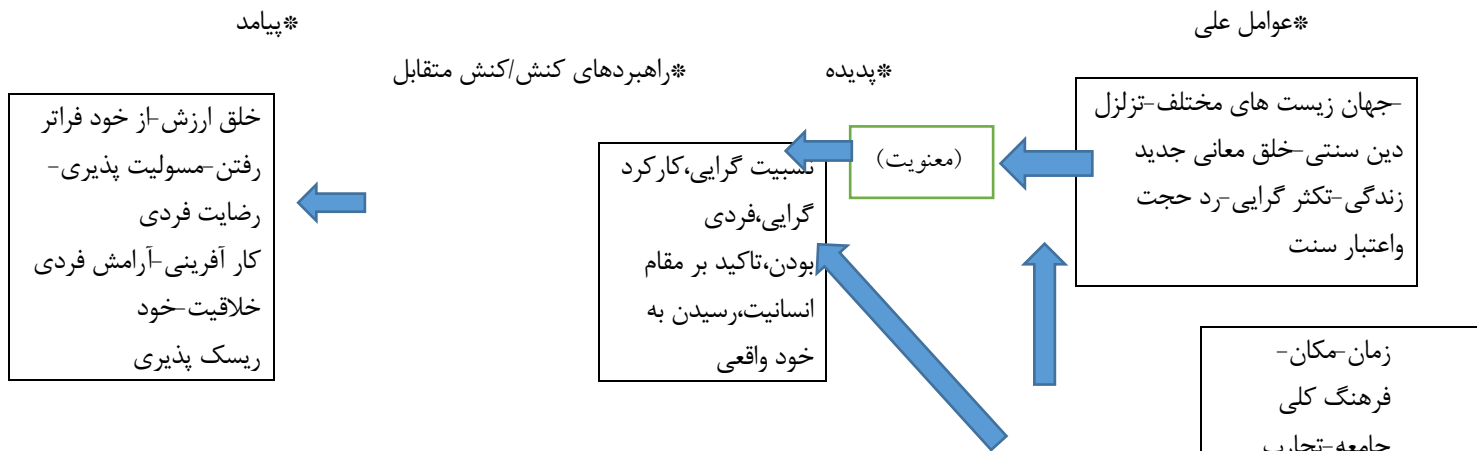 *عوامل علی
*پیامد
*پدیده
*راهبردهای کنش/کنش متقابل
-جهان زیست های مختلف-تزلزل
دین سنتی-خلق معانی جدید
زندگی-تکثر گرایی-رد حجت
واعتبار سنت
(معنویت)
نسبیت گرایی،کارکرد
گرایی،فردی
بودن،تاکید بر مقام
انسانیت،رسیدن به
خود واقعی
خلق ارزش-از خود فراتر
رفتن-مسولیت پذیری-
رضایت فردی
کار آفرینی-آرامش فردی
خلاقیت-خود
ریسک پذیری
زمان-مکان-
فرهنگ کلی
جامعه-تجارب